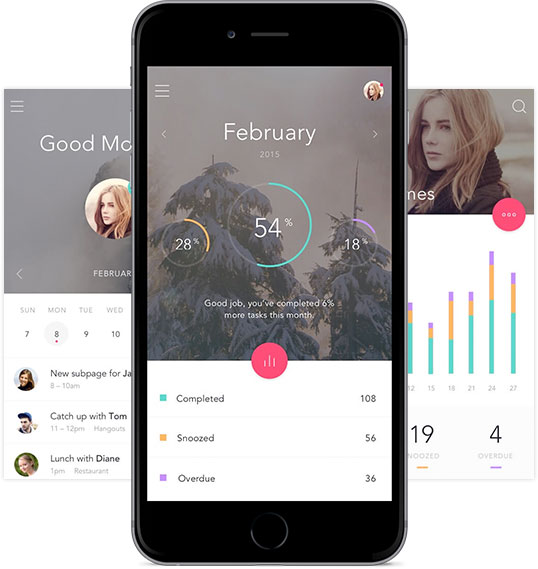 Good Mo
FEBRUAR
SUN MON TUE WED
7 8 9 10
New subpage for Ja
8 – 10am
Catch up with Tom
11 – 12pm Hangouts
Lunch with Diane
1pm Restaurant
February
2015
28%
54%
18%
Good job, you've completed 6%
more tasks this month.
Completed 108
Snoozed 56
Overdue 36
mes
12 15 18 21 24 27
19 4
NOOZED OVERDUE